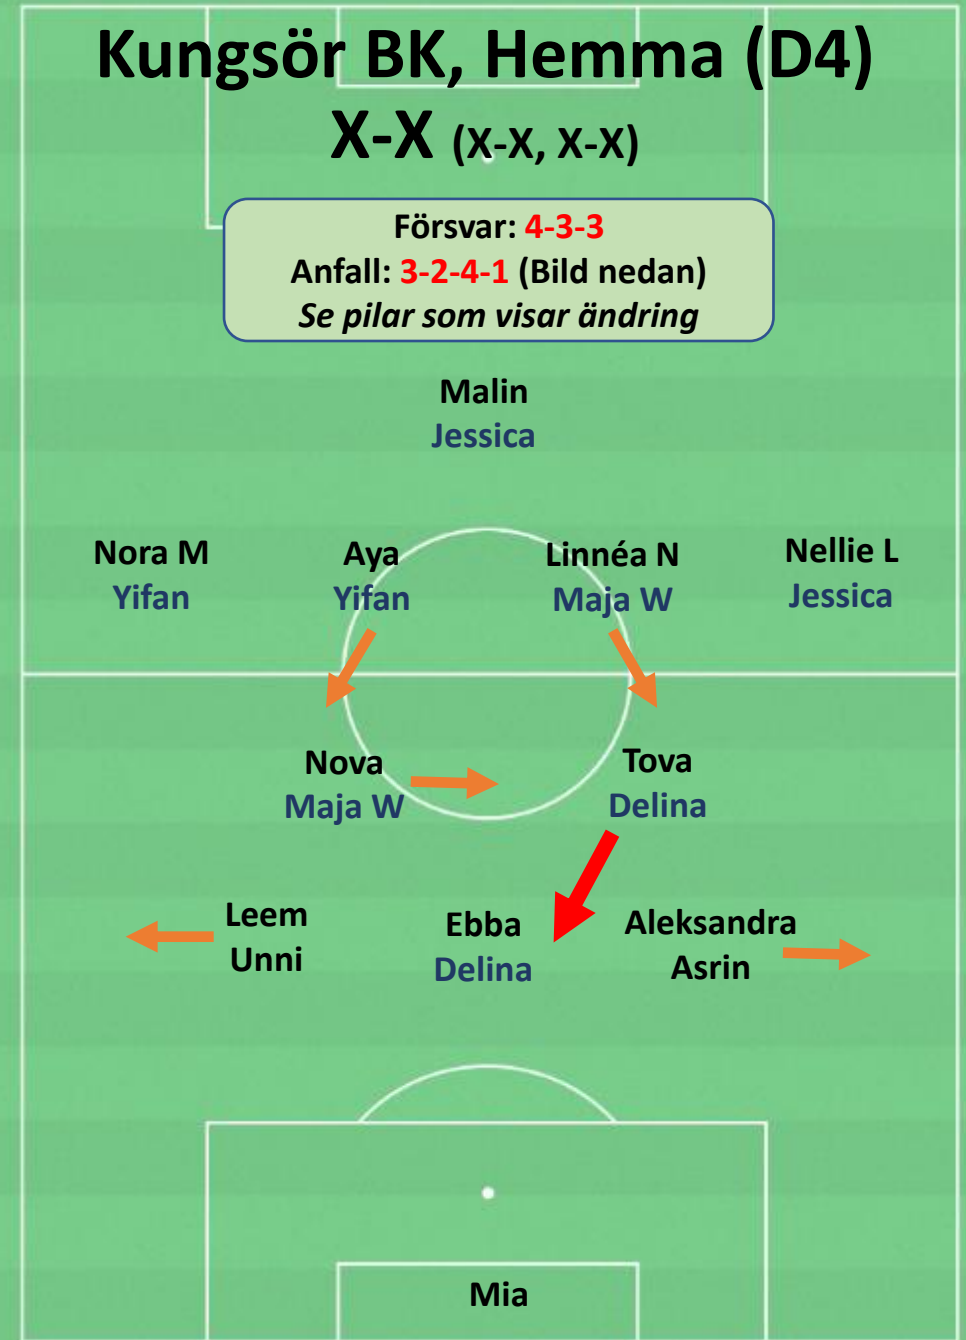 Kungsör BK, Hemma (D4)
X-X (X-X, X-X)
Försvar: 4-3-3
Anfall: 3-2-4-1 (Bild nedan)
Se pilar som visar ändring
Malin
Jessica
Nora M
Yifan
Aya
Yifan
Linnéa N
Maja W
Nellie L
Jessica
Nova
Maja W
Tova
Delina
Leem
Unni
Ebba
Delina
Aleksandra
Asrin
Mia